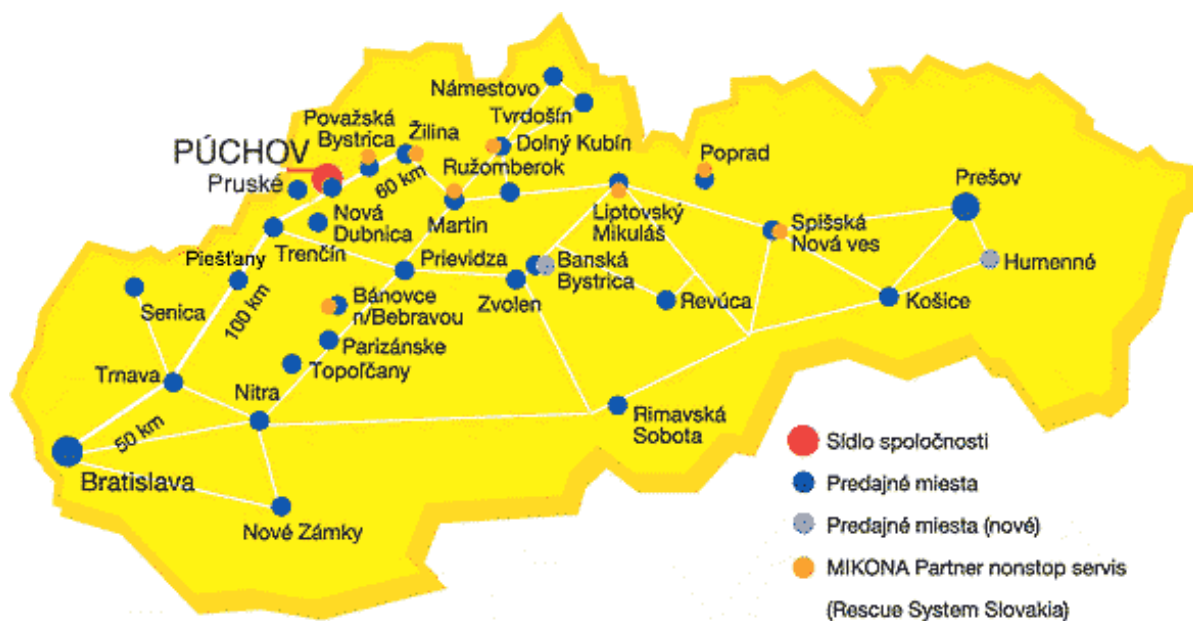 Námestovo
Tvrdošín
Považská
Bystrica
Žilina
Dolný Kubín
PÚCHOV
Ružomberok
Poprad
Pruské
60 km
Prešov
Nová
Dubnica
Martin
Liptovský
Mikuláš
Spišská
Nová ves
Trenčín
Piešťany
Prievidza
Banská
Bystrica
Humenné
Senica
100 km
Bánovce
n/Bebravou
Zvolen
Revúca
Košice
Parizánske
Topoľčany
Trnava
Nitra
50 km
Rimavská
Sobota
Bratislava
Nové Zámky
Sídlo spoločnosti
Predajné miesta
Predajné miesta (nové)
MIKONA Partner nonstop servis
(Rescue System Slovakia)